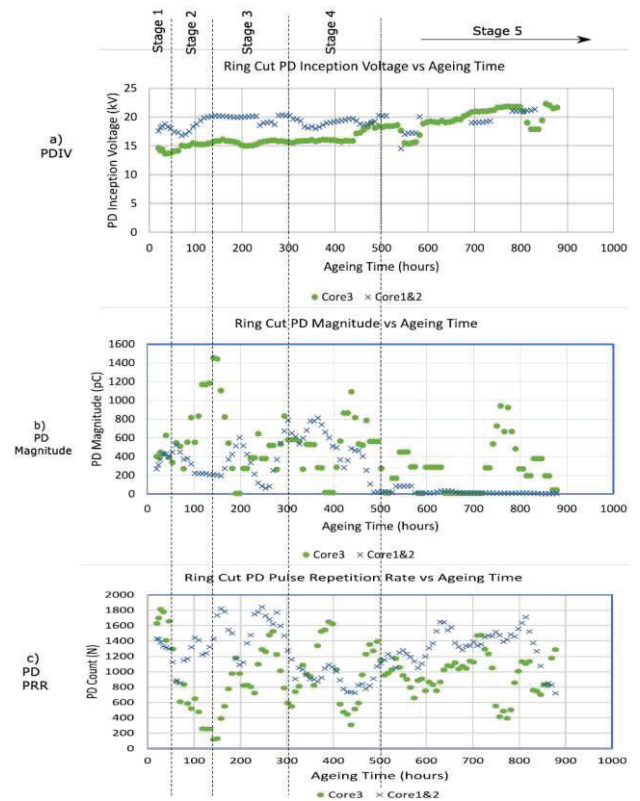 Stage 1
Stage 2
Stage 3
Stage 4
Stage 5
Ring Cut PD Inception Voltage vs Ageing Time
a)
PDIV
PD Inception Voltage (kV)
25
20
15
10
5
0
0 100 200 300 400 500 600 700 800 900 1000
Ageing Time (hours)
Core3 Core1&2
Ring Cut PD Magnitude vs Ageing Time
b)
PD
Magnitude
PD Magnitude (pC)
1600
1400
1200
1000
800
600
400
200
0
0 100 200 300 400 500 600 700 800 900 1000
Ageing Time (hours)
Core3 Core1&2
Ring Cut PD Pulse Repetition Rate vs Ageing Time
c)
PD
PRR
PD Count (N)
2000
1800
1600
1400
1200
1000
800
600
400
200
0
0 100 200 300 400 500 600 700 800 900 1000
Ageing Time (hours)
Core3 Core1&2